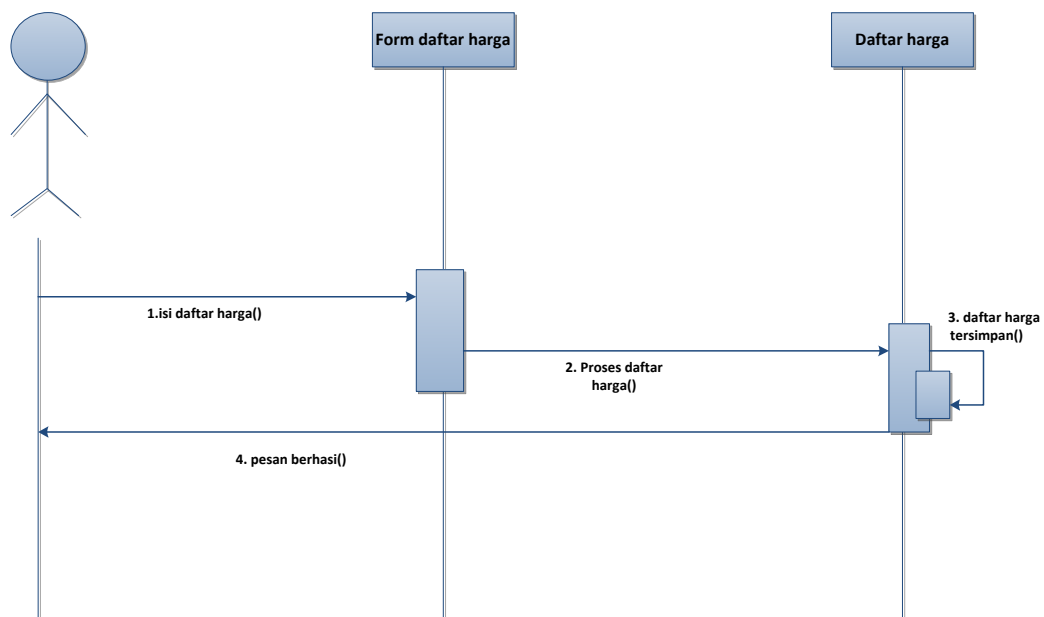 Form daftar harga
Daftar harga
1.isi daftar harga()
2. Proses daftar
harga()
3. daftar harga
tersimpan()
4. pesan berhasi()